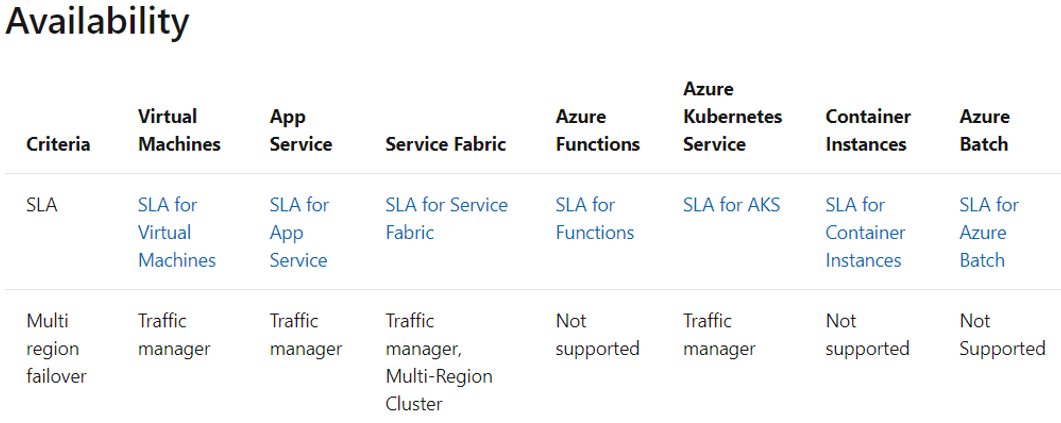 Availability
Criteria Virtual Machines App Service Service Fabric Azure Functions Azure Kubernetes Service Container Instances Azure Batch
SLA SLA for Virtual Machines SLA for App Service SLA for Service Fabric SLA for Functions SLA for AKS SLA for Container Instances SLA for Azure Batch
Multi region failover Traffic manager Traffic manager Traffic manager, Multi-Region Cluster Not supported Traffic manager Not supported Not Supported